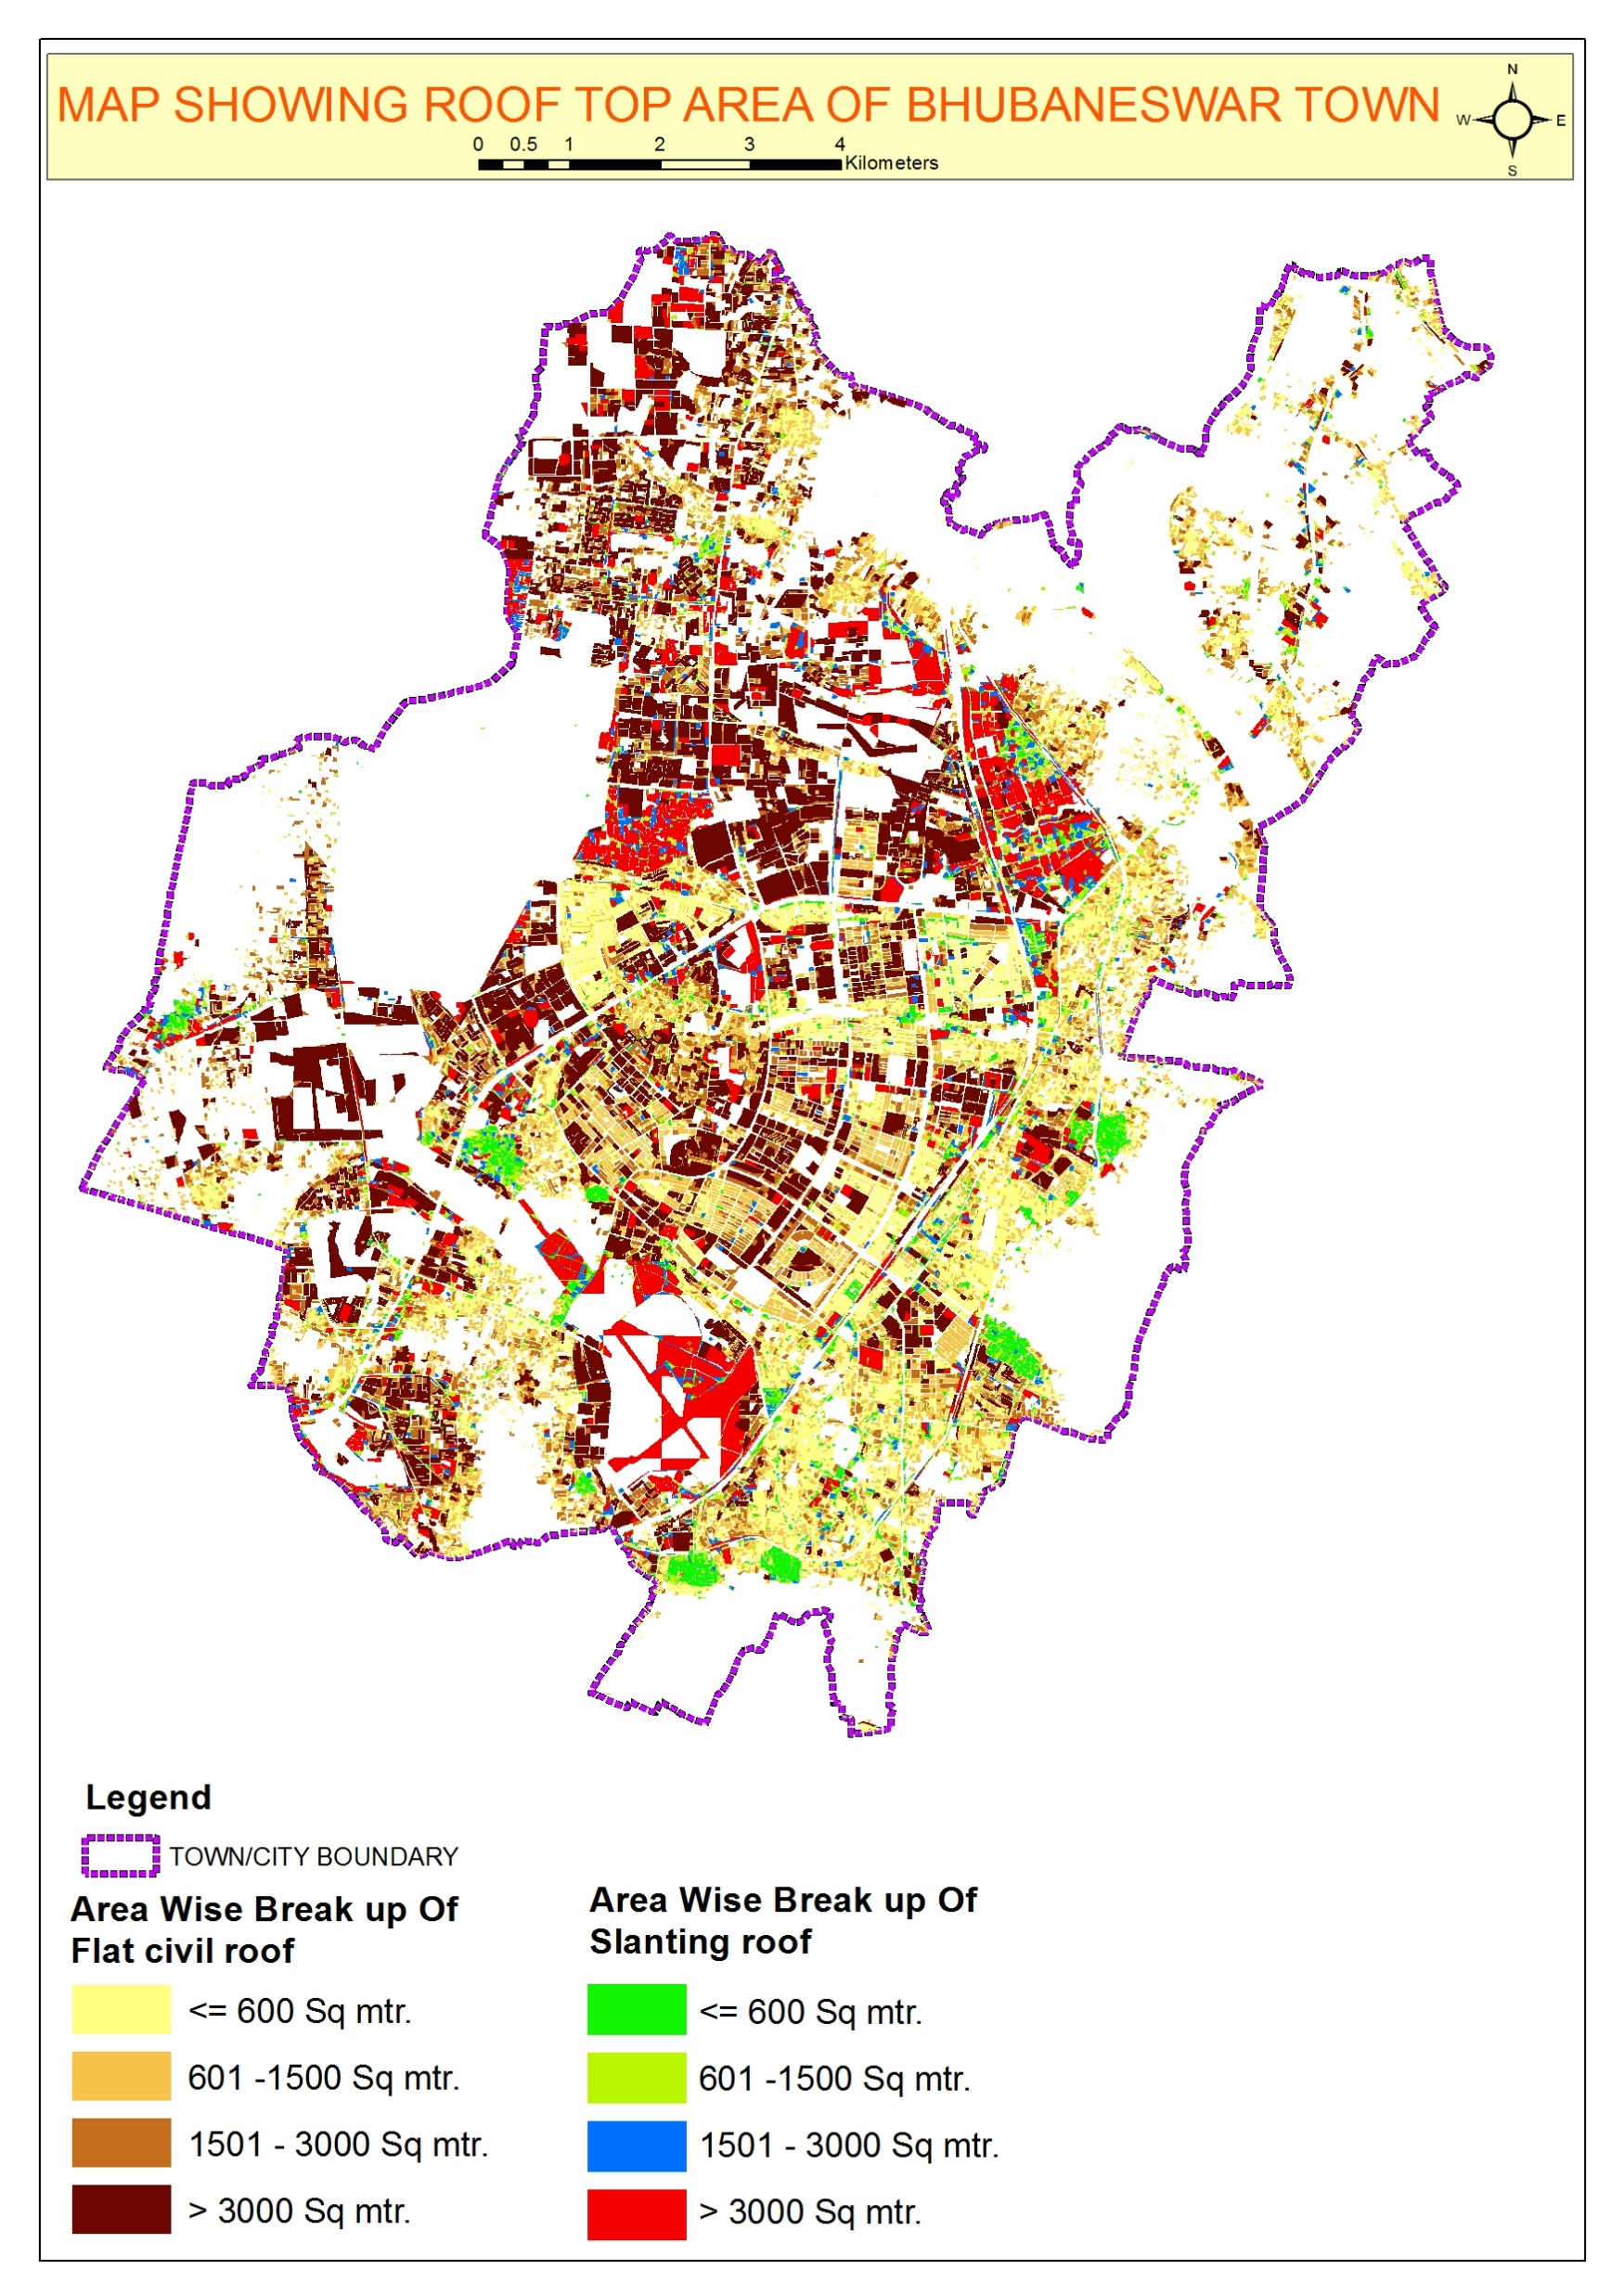 MAP SHOWING ROOF TOP AREA OF BHUBANESWAR TOWN
N
W E
S
0 0.5 1 2 3 4
Kilometers
Legend
TOWN/CITY BOUNDARY
Area Wise Break up Of
Flat civil roof
<= 600 Sq mtr.
601 -1500 Sq mtr.
1501 - 3000 Sq mtr.
> 3000 Sq mtr.
Area Wise Break up Of
Slanting roof
<= 600 Sq mtr.
601 -1500 Sq mtr.
1501 - 3000 Sq mtr.
> 3000 Sq mtr.